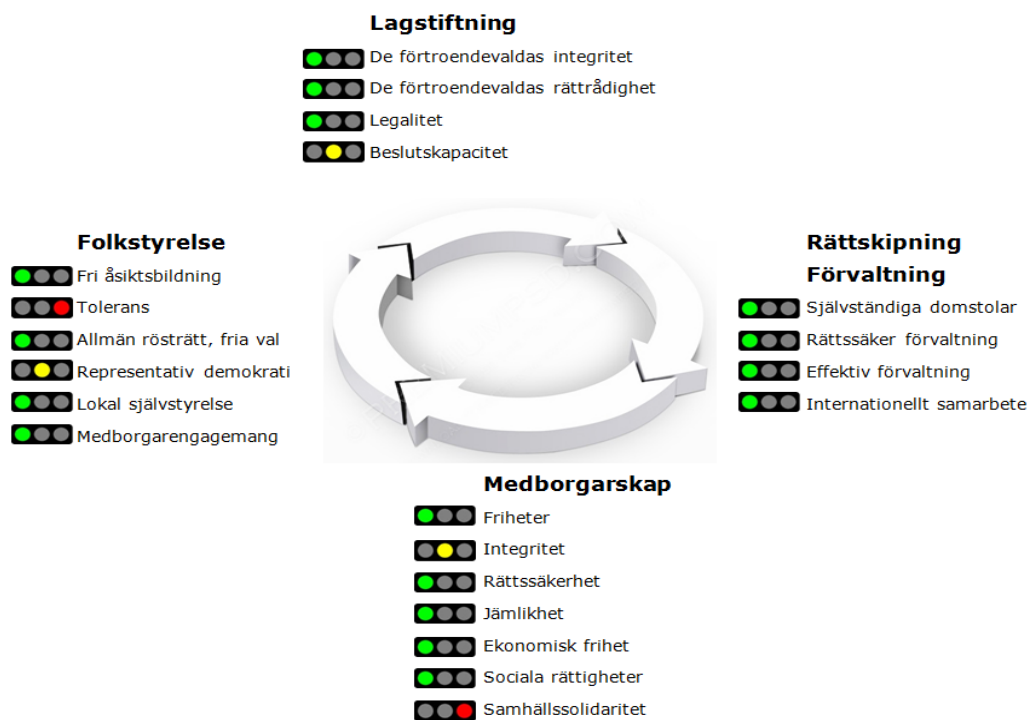 Lagstiftning
De förtroendevaldas integritet
De förtroendevaldas rättrådighet
Legalitet
Beslutskapacitet
Folkstyrelse
Fri åsiktsbildning
Tolerans
Allmän rösträtt, fria val
Representativ demokrati
Lokal självstyrelse
Medborgarengagemang
Rättskipning
Förvaltning
Självständiga domstolar
Rättssäker förvaltning
Effektiv förvaltning
Internationellt samarbete
Medborgarskap
Friheter
Integritet
Rättssäkerhet
Jämlikhet
Ekonomisk frihet
Sociala rättigheter
Samhällssolidaritet